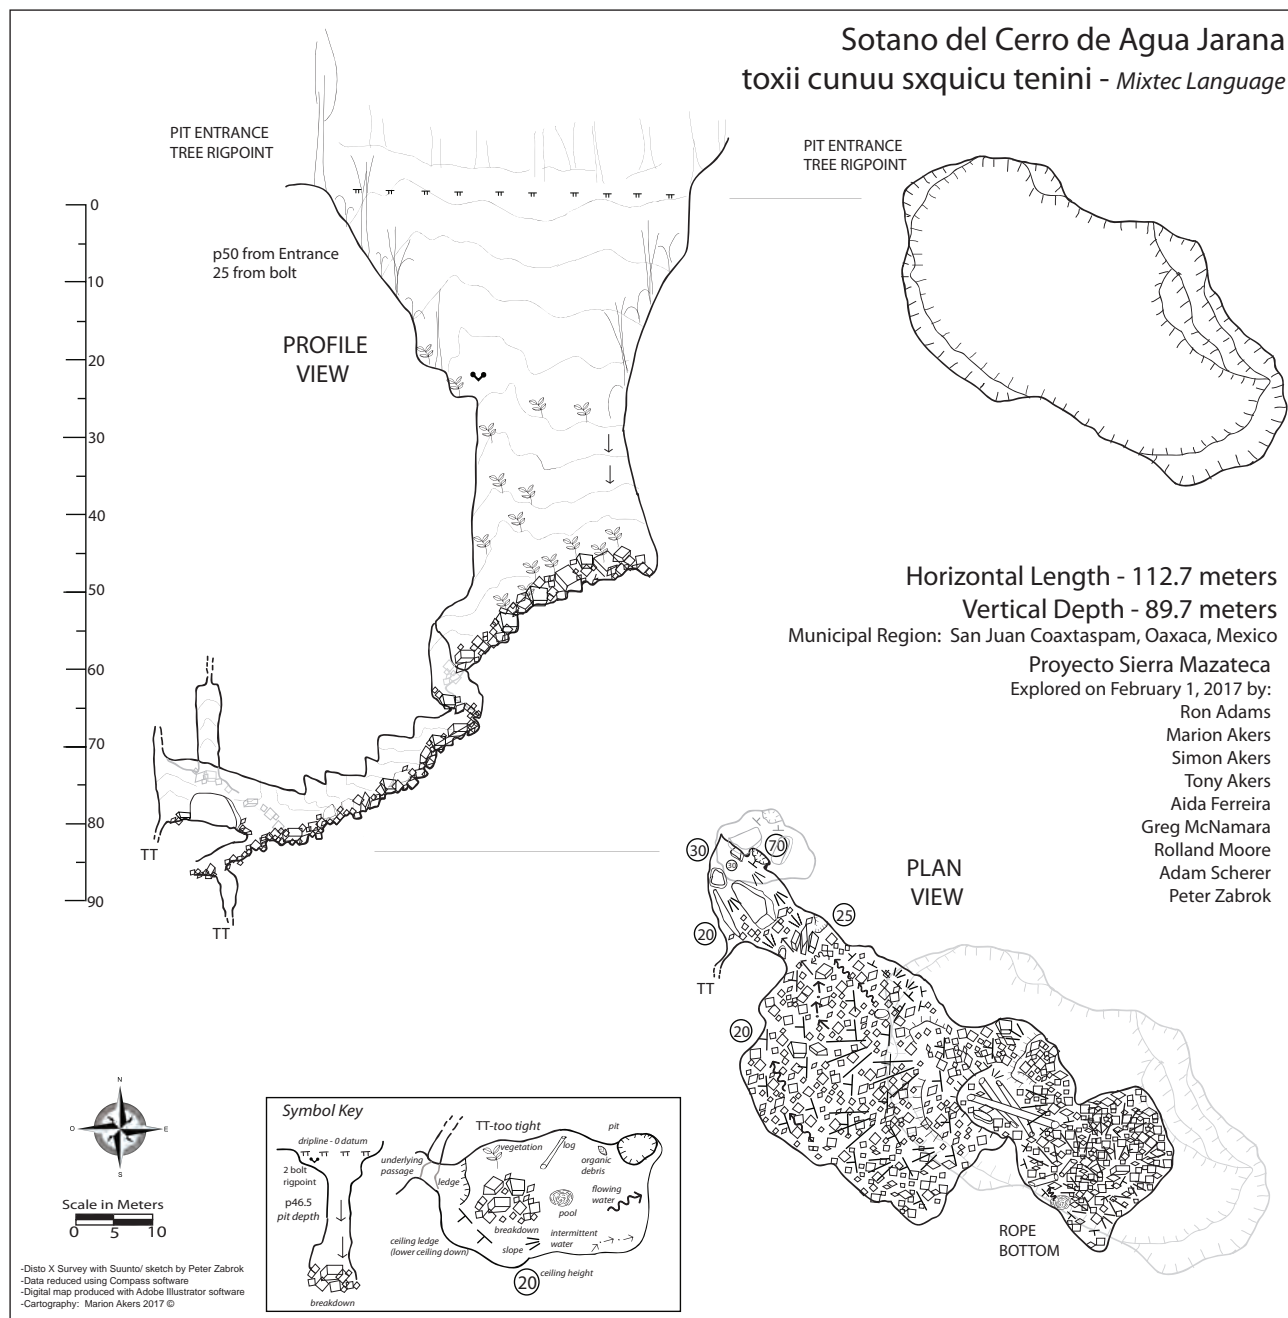 Sotano del Cerro de Agua Jarana
toxii cunuu sxquicu tenini - Mixtec Language
PIT ENTRANCE
TREE RIGPOINT
PIT ENTRANCE
TREE RIGPOINT
0
10
20
30
40
50
60
70
80
90
p50 from Entrance
25 from bolt
PROFILE
VIEW
TT
TT
Horizontal Length - 112.7 meters
Vertical Depth - 89.7 meters
Municipal Region: San Juan Coaxtaspam, Oaxaca, Mexico
Proyecto Sierra Mazateca
Explored on February 1, 2017 by:
Ron Adams
Marion Akers
Simon Akers
Tony Akers
Aida Ferreira
Greg McNamara
Rolland Moore
Adam Scherer
Peter Zabrok
PLAN
VIEW
30
70
30
25
20
TT
20
ROPE
BOTTOM
N
O
E
S
Scale in Meters
0 5 10
Symbol Key
dripline - 0 datum
2 bolt
rigpoint
p46.5
pit depth
breakdown
TT-too tight
underlying
passage
ledge
vegetation
log
pit
organic
debris
flowing
water
pool
breakdown
ceiling ledge
(lower ceiling down)
slope
intermittent
water
20 ceiling height
-Disto X Survey with Suunto/ sketch by Peter Zabrok
-Data reduced using Compass software
-Digital map produced with Adobe Illustrator software
-Cartography: Marion Akers 2017 ©